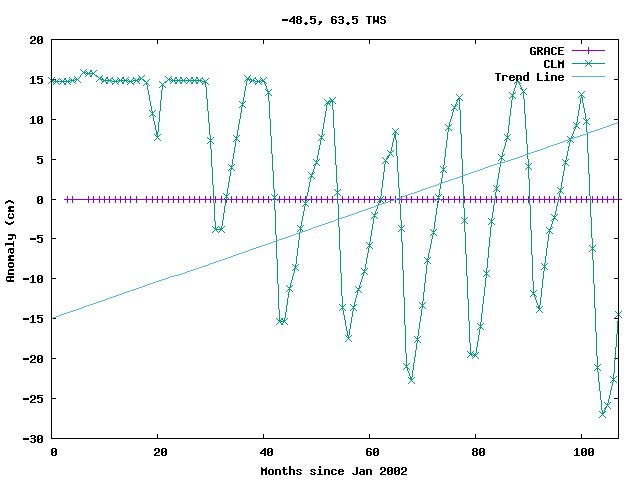 -48.5, 63.5 TWS
GRACE
CLM
Trend Line
20
15
10
5
0
-5
-10
-15
-20
-25
-30
Anomaly (cm)
0 20 40 60 80 100
Months since Jan 2002